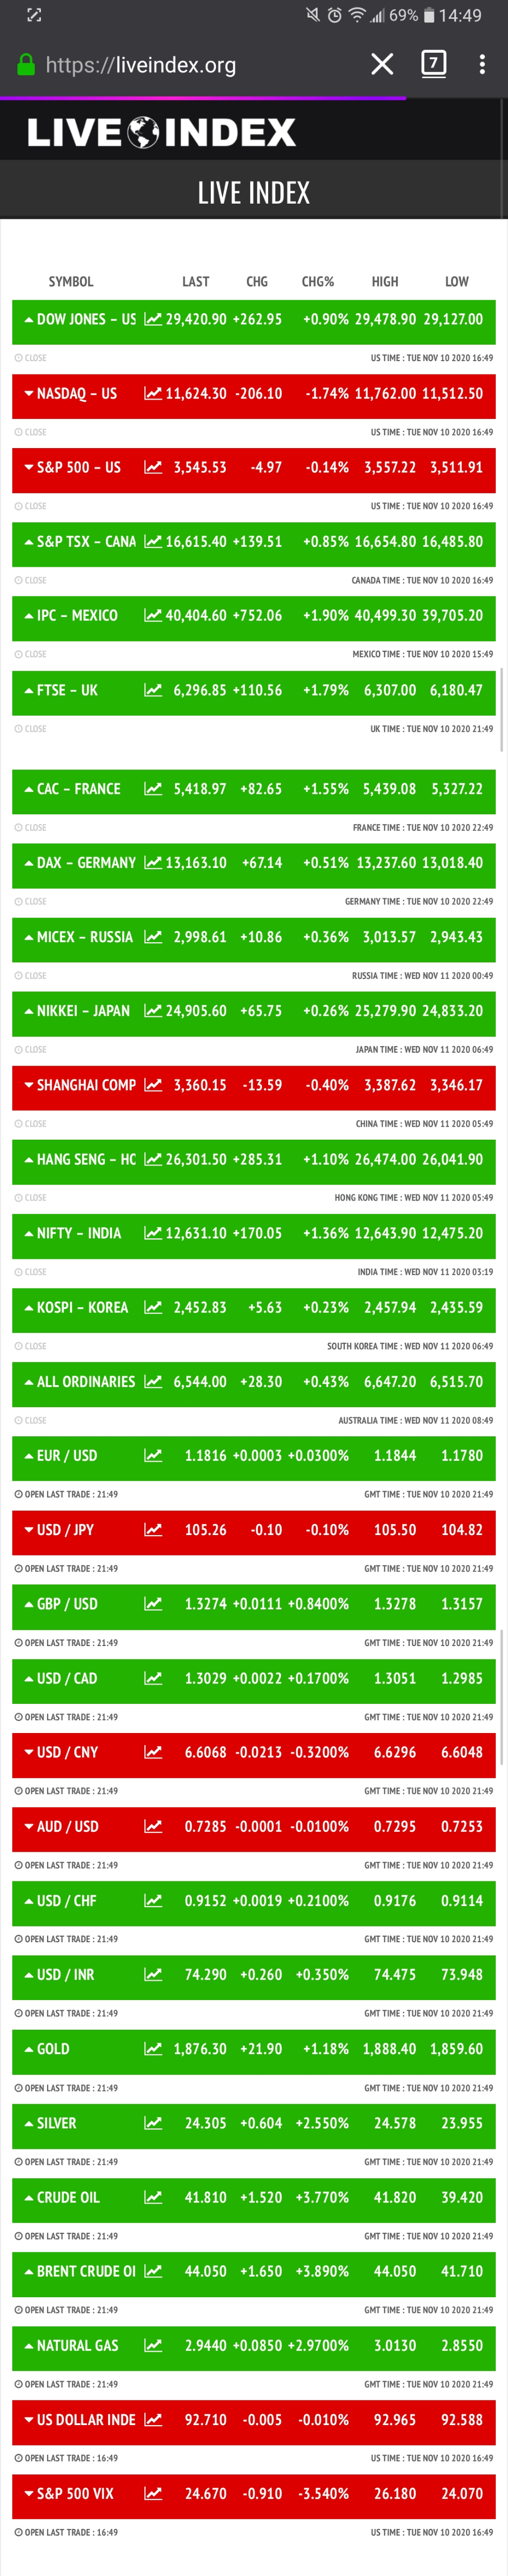 69% 14:49
https://liveindex.org 7
LIVE INDEX
LIVE INDEX
SYMBOL LAST CHG CHG% HIGH LOW
DOW JONES – US 29,420.90 +262.95 +0.90% 29,478.90 29,127.00
CLOSE US TIME : TUE NOV 10 2020 16:49
NASDAQ – US 11,624.30 -206.10 -1.74% 11,762.00 11,512.50
CLOSE US TIME : TUE NOV 10 2020 16:49
S&P 500 – US 3,545.53 -4.97 -0.14% 3,557.22 3,511.91
CLOSE US TIME : TUE NOV 10 2020 16:49
S&P TSX – CANA 16,615.40 +139.51 +0.85% 16,654.80 16,485.80
CLOSE CANADA TIME : TUE NOV 10 2020 16:49
IPC – MEXICO 40,404.60 +752.06 +1.90% 40,499.30 39,705.20
CLOSE MEXICO TIME : TUE NOV 10 2020 15:49
FTSE – UK 6,296.85 +110.56 +1.79% 6,307.00 6,180.47
CLOSE UK TIME : TUE NOV 10 2020 21:49
CAC – FRANCE 5,418.97 +82.65 +1.55% 5,439.08 5,327.22
CLOSE FRANCE TIME : TUE NOV 10 2020 22:49
DAX – GERMANY 13,163.10 +67.14 +0.51% 13,237.60 13,018.40
CLOSE GERMANY TIME : TUE NOV 10 2020 22:49
MICEX – RUSSIA 2,998.61 +10.86 +0.36% 3,013.57 2,943.43
CLOSE RUSSIA TIME : WED NOV 11 2020 00:49
NIKKEI – JAPAN 24,905.60 +65.75 +0.26% 25,279.90 24,833.20
CLOSE JAPAN TIME : WED NOV 11 2020 06:49
SHANGHAI COMP 3,360.15 -13.59 -0.40% 3,387.62 3,346.17
CLOSE CHINA TIME : WED NOV 11 2020 05:49
HANG SENG – HC 26,301.50 +285.31 +1.10% 26,474.00 26,041.90
CLOSE HONG KONG TIME : WED NOV 11 2020 05:49
NIFTY – INDIA 12,631.10 +170.05 +1.36% 12,643.90 12,475.20
CLOSE INDIA TIME : WED NOV 11 2020 03:19
KOSPI – KOREA 2,452.83 +5.63 +0.23% 2,457.94 2,435.59
CLOSE SOUTH KOREA TIME : WED NOV 11 2020 06:49
ALL ORDINARIES 6,544.00 +28.30 +0.43% 6,647.20 6,515.70
CLOSE AUSTRALIA TIME : WED NOV 11 2020 08:49
EUR / USD 1.1816 +0.0003 +0.0300% 1.1844 1.1780
OPEN LAST TRADE : 21:49 GMT TIME : TUE NOV 10 2020 21:49
USD / JPY 105.26 -0.10 -0.10% 105.50 104.82
OPEN LAST TRADE : 21:49 GMT TIME : TUE NOV 10 2020 21:49
GBP / USD 1.3274 +0.0111 +0.8400% 1.3278 1.3157
OPEN LAST TRADE : 21:49 GMT TIME : TUE NOV 10 2020 21:49
USD / CAD 1.3029 +0.0022 +0.1700% 1.3051 1.2985
OPEN LAST TRADE : 21:49 GMT TIME : TUE NOV 10 2020 21:49
USD / CNY 6.6068 -0.0213 -0.3200% 6.6296 6.6048
OPEN LAST TRADE : 21:49 GMT TIME : TUE NOV 10 2020 21:49
AUD / USD 0.7285 -0.0001 -0.0100% 0.7295 0.7253
OPEN LAST TRADE : 21:49 GMT TIME : TUE NOV 10 2020 21:49
USD / CHF 0.9152 +0.0019 +0.2100% 0.9176 0.9114
OPEN LAST TRADE : 21:49 GMT TIME : TUE NOV 10 2020 21:49
USD / INR 74.290 +0.260 +0.350% 74.475 73.948
OPEN LAST TRADE : 21:49 GMT TIME : TUE NOV 10 2020 21:49
GOLD 1,876.30 +21.90 +1.18% 1,888.40 1,859.60
OPEN LAST TRADE : 21:49 GMT TIME : TUE NOV 10 2020 21:49
SILVER 24.305 +0.604 +2.550% 24.578 23.955
OPEN LAST TRADE : 21:49 GMT TIME : TUE NOV 10 2020 21:49
CRUDE OIL 41.810 +1.520 +3.770% 41.820 39.420
OPEN LAST TRADE : 21:49 GMT TIME : TUE NOV 10 2020 21:49
BRENT CRUDE OI 44.050 +1.650 +3.890% 44.050 41.710
OPEN LAST TRADE : 21:49 GMT TIME : TUE NOV 10 2020 21:49
NATURAL GAS 2.9440 +0.0850 +2.9700% 3.0130 2.8550
OPEN LAST TRADE : 21:49 GMT TIME : TUE NOV 10 2020 21:49
US DOLLAR INDE 92.710 -0.005 -0.010% 92.965 92.588
OPEN LAST TRADE : 16:49 US TIME : TUE NOV 10 2020 16:49
S&P 500 VIX 24.670 -0.910 -3.540% 26.180 24.070
OPEN LAST TRADE : 16:49 US TIME : TUE NOV 10 2020 16:49